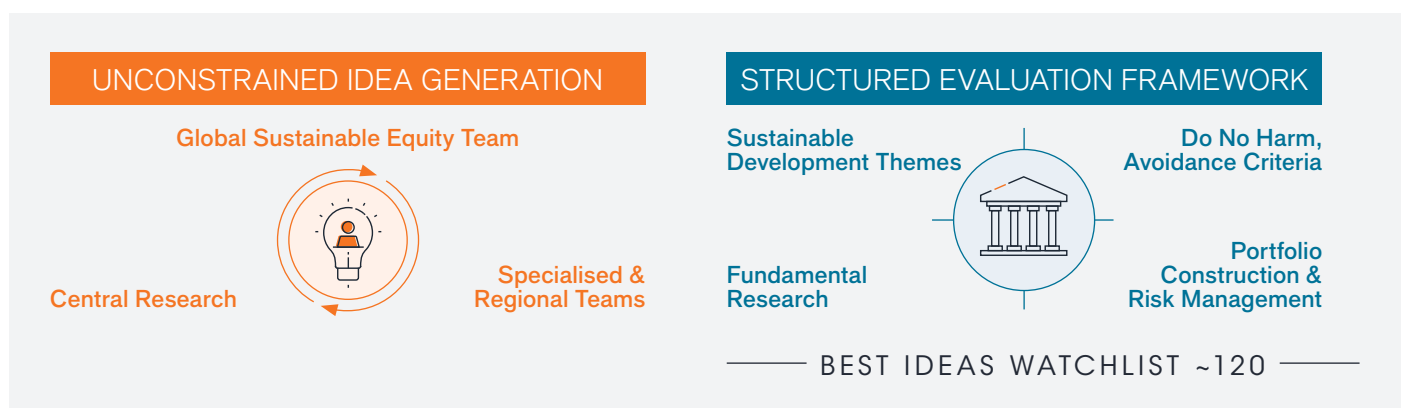 UNCONSTRAINED IDEA GENERATION
Global Sustainable Equity Team
Central Research
Specialised &
Regional Teams
STRUCTURED EVALUATION FRAMEWORK
Sustainable
Development Themes
Do No Harm,
Avoidance Criteria
Fundamental
Research
Portfolio
Construction &
Risk Management
BEST IDEAS WATCHLIST ~120